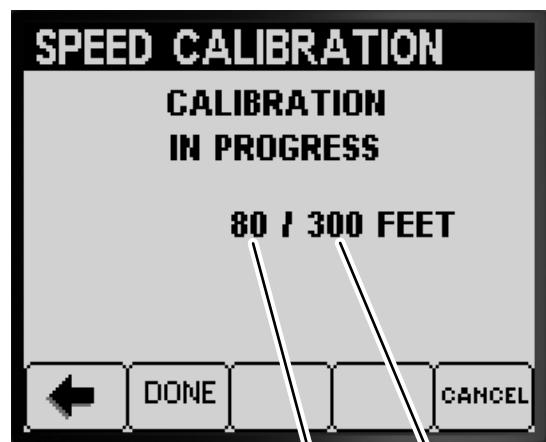 SPEED CALIBRATION
CALIBRATION
IN PROGRESS
80 / 300 FEET
DONE
CANCEL